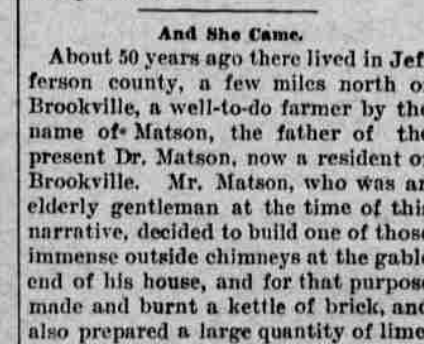 And She Came.
About 50 years ago there lived in Jef
ferson county, a few miles north o
Brookville, a well-to-do farmer by the
name of Matson, the father of the
present Dr. Matson, now a resident o
Brookville. Mr. Matson, who was an
elderly gentleman at the time of this
narrative, decided to build one of those
immense outside chimneys at the gable
end of his house, and for that purpose
made and burnt a kettle of brick, and
also prepared a large quantity of lime